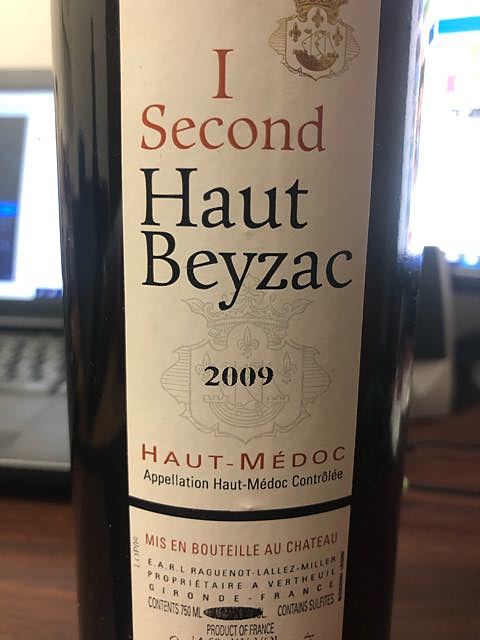 I
Second
Haut
Beyzac
2009
HAUT-MÉDOC
Appellation Haut-Médoc Contrôlée
MIS EN BOUTEILLE AU CHATEAU
E.A.R.L RAGUENOT-LALLEZ-MILLER
PROPRIÉTAIRE A VERTHEUIL
GIRONDE-FRANCE
CONTENTS 750 ML CONTAINS SULFITES
PRODUCT OF FRANCE